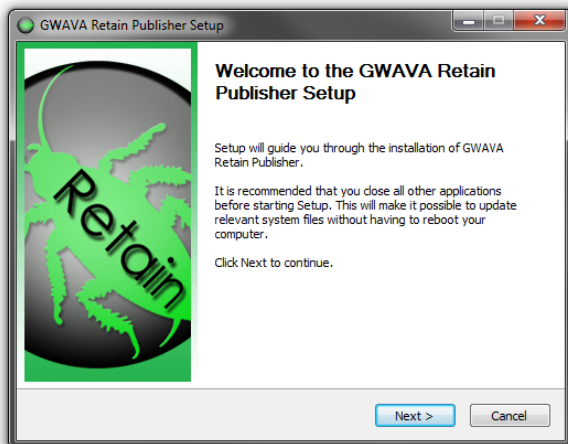 GWAVA Retain Publisher Setup
Welcome to the GWAVA Retain
Publisher Setup
Setup will guide you through the installation of GWAVA
Retain Publisher.
It is recommended that you close all other applications
before starting Setup. This will make it possible to update
relevant system files without having to reboot your
computer.
Click Next to continue.
Retain
Next >
Cancel